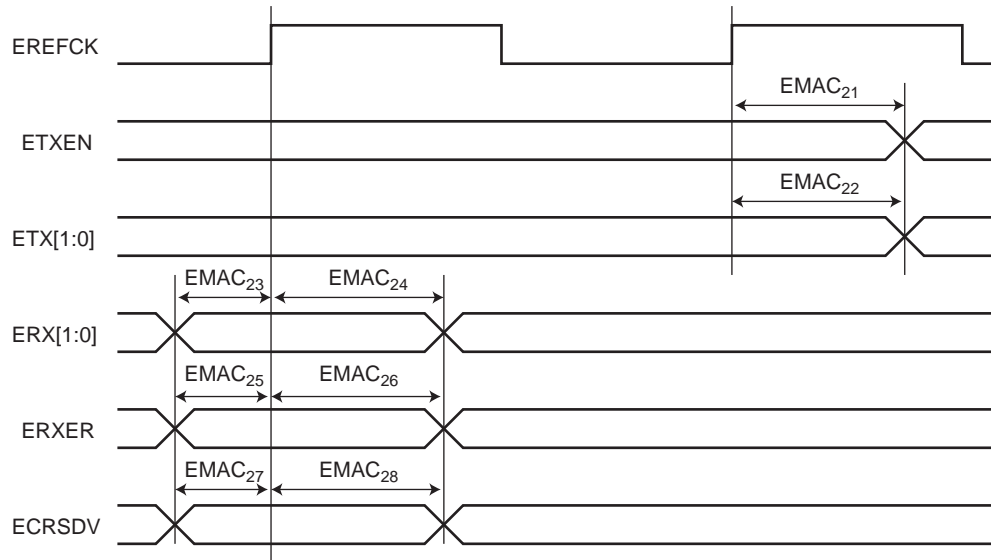 EREFCK
EMAC21
ETXEN
EMAC22
ETX[1:0]
EMAC23 EMAC24
ERX[1:0]
EMAC25 EMAC26
ERXER
EMAC27 EMAC28
ECRSDV